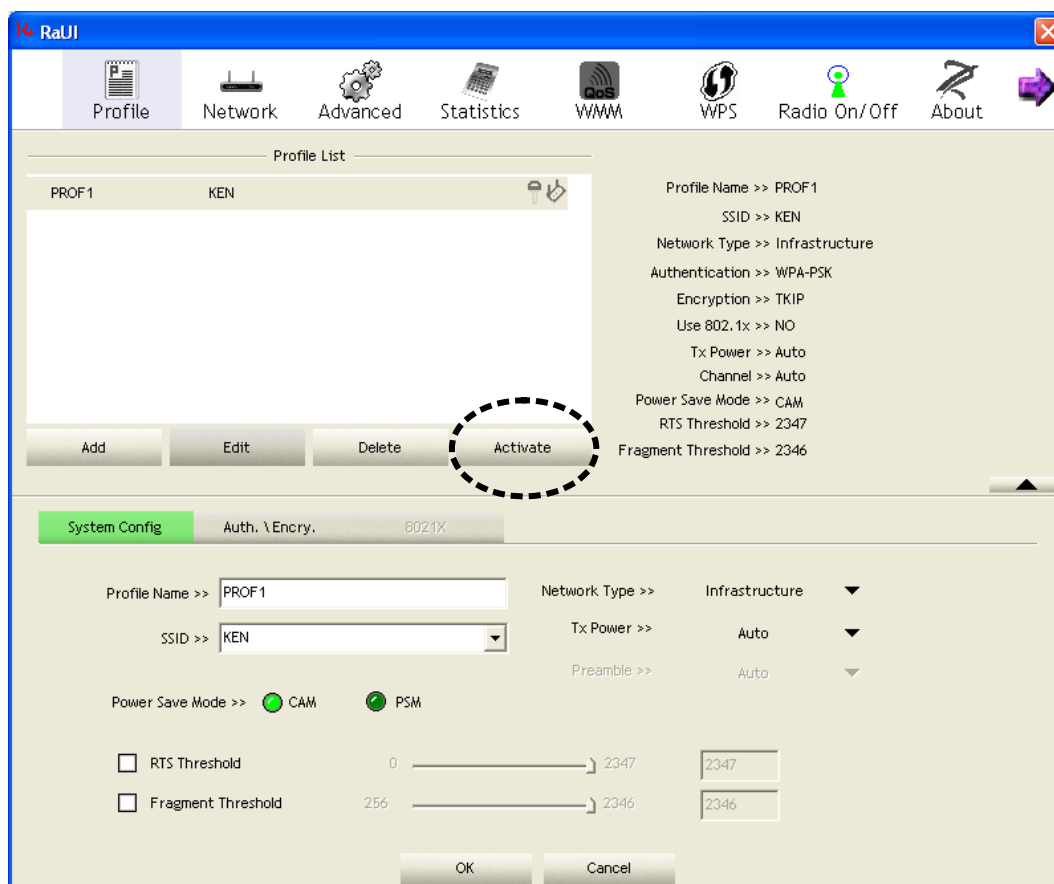 RaUI
Profile Network Advanced Statistics QoS WMM WPS Radio On/Off About
Profile List
PROF1 KEN
Profile Name >> PROF1
SSID >> KEN
Network Type >> Infrastructure
Authentication >> WPA-PSK
Encryption >> TKIP
Use 802.1x >> NO
Tx Power >> Auto
Channel >> Auto
Power Save Mode >> CAM
RTS Threshold >> 2347
Fragment Threshold >> 2346
Add Edit Delete Activate
System Config Auth. \ Encry. 8021X
Profile Name >> PROF1 Network Type >> Infrastructure
SSID >> KEN Tx Power >> Auto
Preamble >> Auto
Power Save Mode >> CAM PSM
RTS Threshold 0 2347 2347
Fragment Threshold 256 2346 2346
OK Cancel